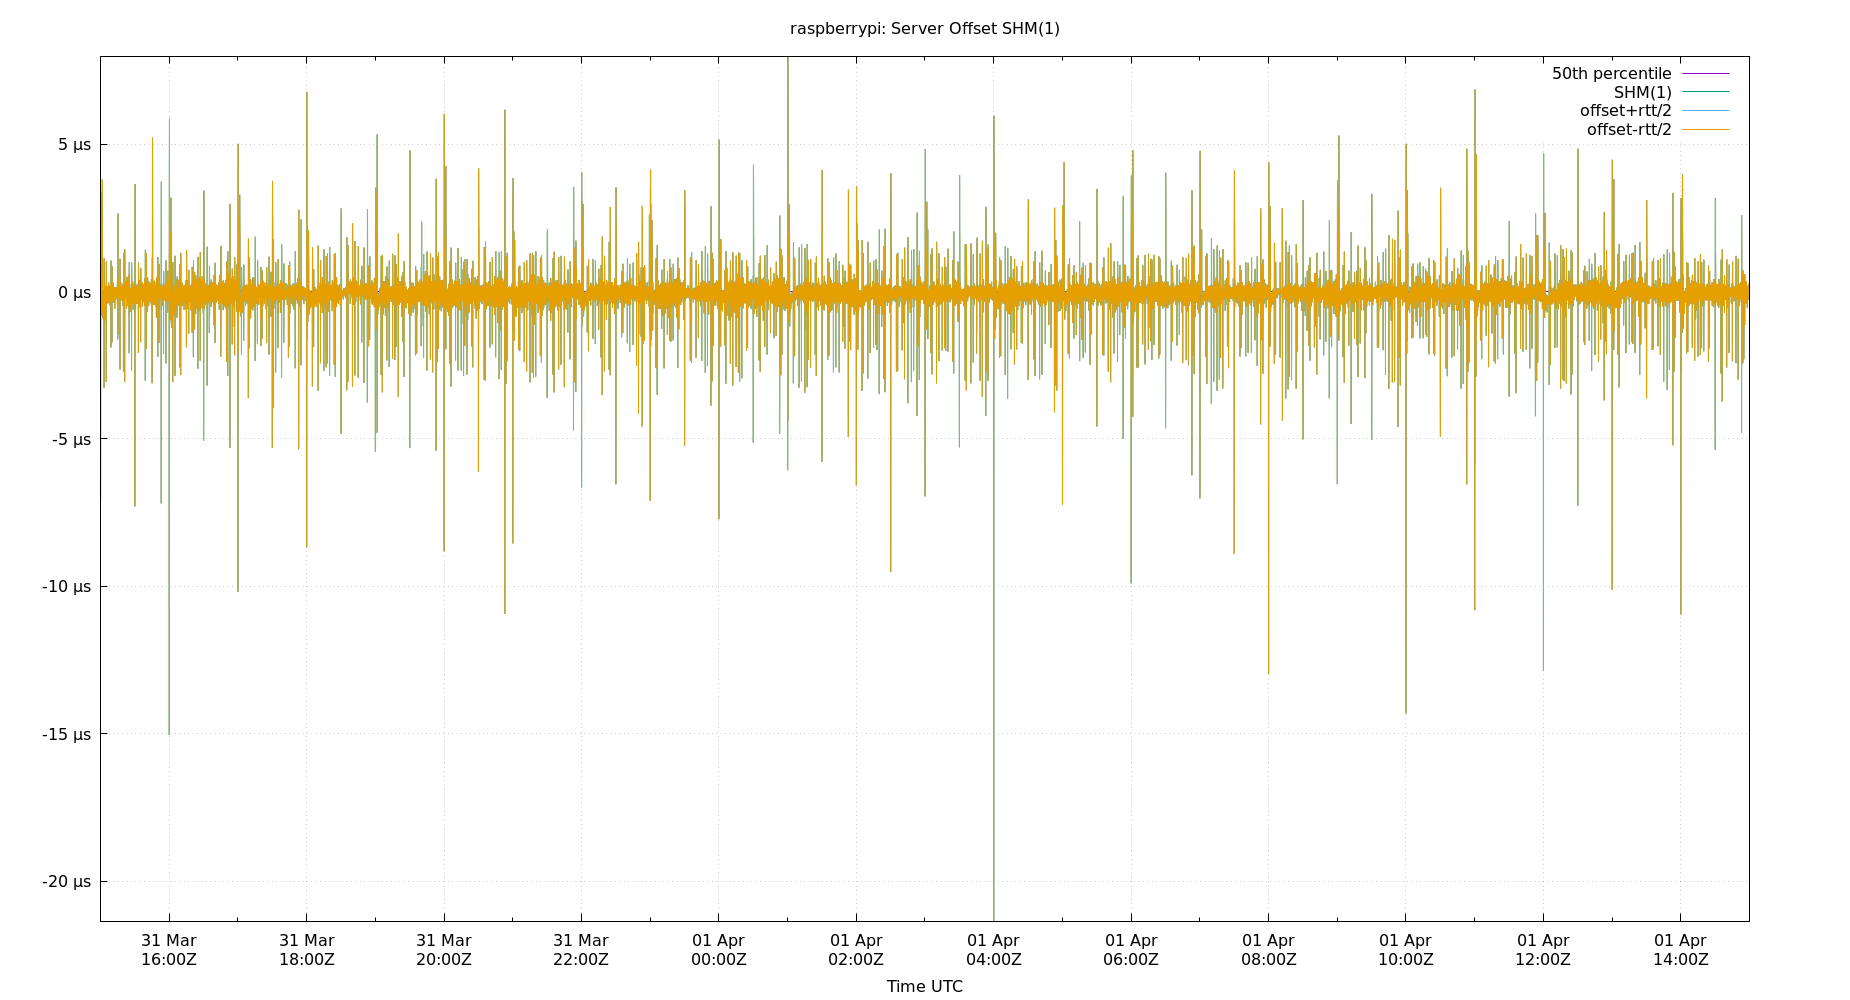 raspberrypi: Server Offset SHM(1)
50th percentile
SHM(1)
offset+rtt/2
offset-rtt/2
5 µs
0 µs
-5 µs
-10 µs
-15 µs
-20 µs
31 Mar 31 Mar 31 Mar 31 Mar 01 Apr 01 Apr 01 Apr 01 Apr 01 Apr 01 Apr 01 Apr 01 Apr
16:00Z 18:00Z 20:00Z 22:00Z 00:00Z 02:00Z 04:00Z 06:00Z 08:00Z 10:00Z 12:00Z 14:00Z
Time UTC